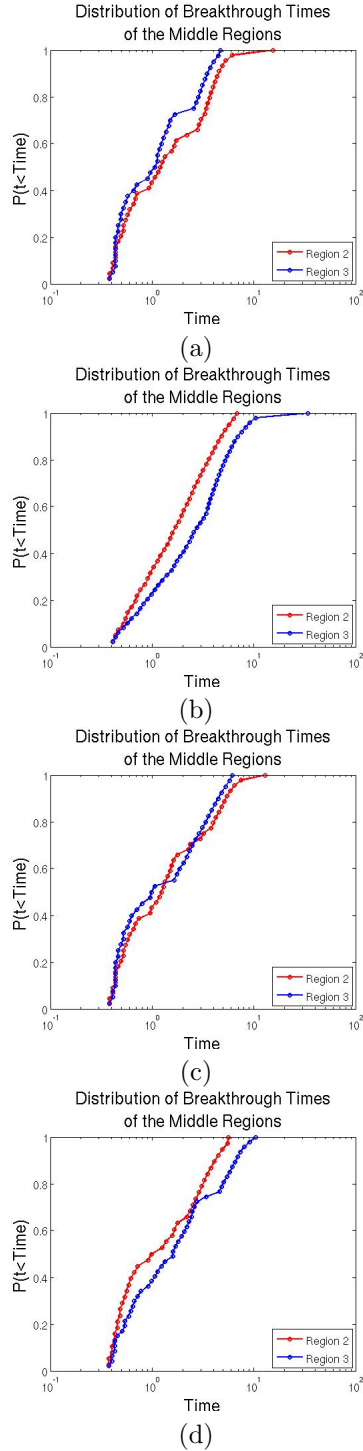 Distribution of Breakthrough Times
of the Middle Regions
P(t<Time)
1
0.8
0.6
0.4
0.2
0
Region 2
Region 3
10^-1
10^0
10^1
10^2
Time
(a)
Distribution of Breakthrough Times
of the Middle Regions
P(t<Time)
1
0.8
0.6
0.4
0.2
0
Region 2
Region 3
10^-1
10^0
10^1
10^2
Time
(b)
Distribution of Breakthrough Times
of the Middle Regions
P(t<Time)
1
0.8
0.6
0.4
0.2
0
Region 2
Region 3
10^-1
10^0
10^1
10^2
Time
(c)
Distribution of Breakthrough Times
of the Middle Regions
P(t<Time)
1
0.8
0.6
0.4
0.2
0
Region 2
Region 3
10^-1
10^0
10^1
10^2
Time
(d)